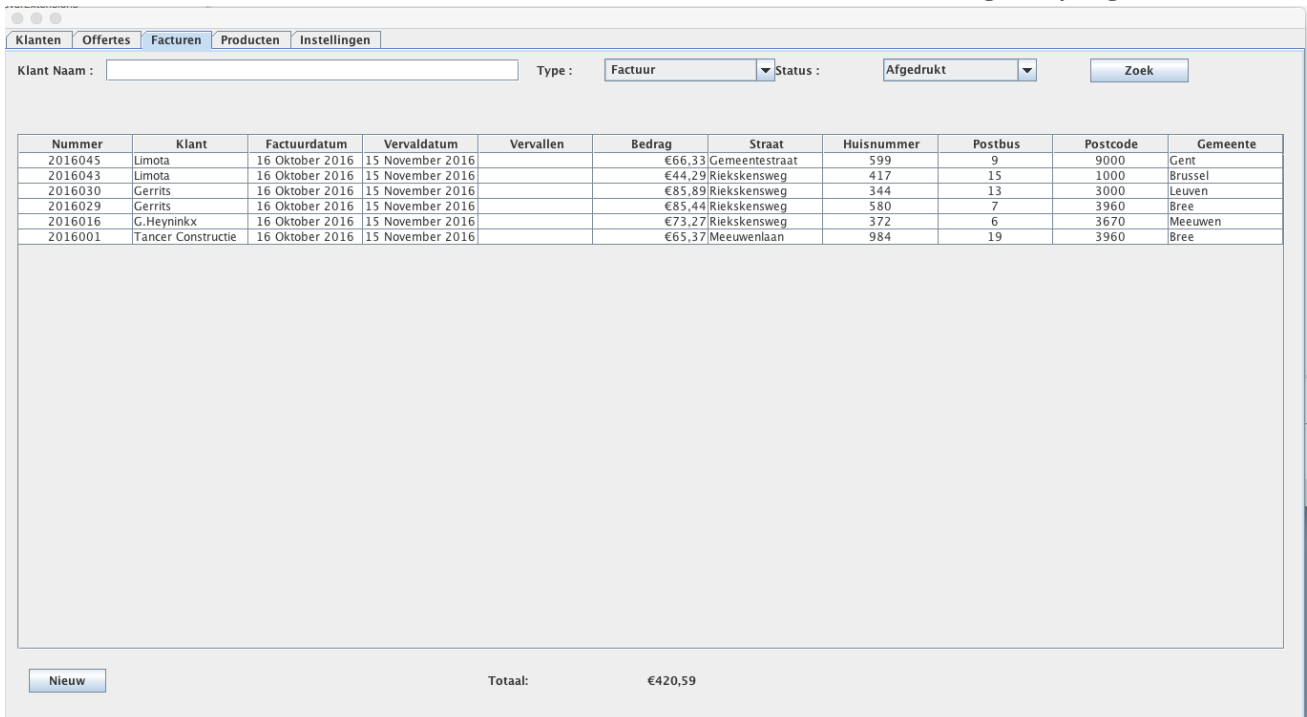 Klanten Offertes Facturen Producten Instellingen
Klant Naam : Type : Factuur Status : Afgedrukt Zoek
Nummer Klant Factuurdatum Vervaldatum Vervallen Bedrag Straat Huisnummer Postbus Postcode Gemeente
2016045 Limota 16 Oktober 2016 15 November 2016 €66,33 Gemeentestraat 599 9 9000 Gent
2016043 Limota 16 Oktober 2016 15 November 2016 €44,29 Riekskensweg 417 15 1000 Brussel
2016030 Gerrits 16 Oktober 2016 15 November 2016 €85,89 Riekskensweg 344 13 3000 Leuven
2016029 Gerrits 16 Oktober 2016 15 November 2016 €85,44 Riekskensweg 580 7 3960 Bree
2016016 G.Heyninkx 16 Oktober 2016 15 November 2016 €73,27 Riekskensweg 372 6 3670 Meeuwen
2016001 Tancer Constructie 16 Oktober 2016 15 November 2016 €65,37 Meeuwenlaan 984 19 3960 Bree
Nieuw Totaal: €420,59